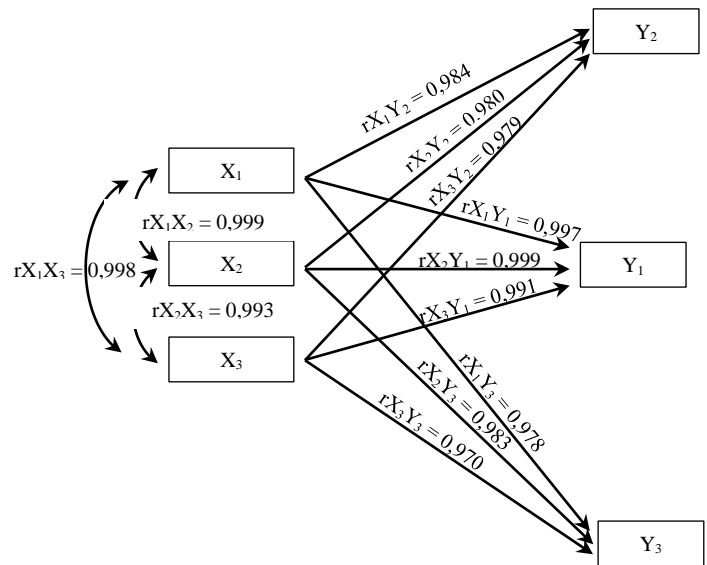 Y₂
rX₁Y₂ = 0,984
rX₂Y₂ = 0,980
rX₃Y₂ = 0,979
X₁
rX₁X₂ = 0,999
rX₁Y₁ = 0,997
rX₁X₃ = 0,998
X₂
rX₂Y₁ = 0,999
Y₁
rX₂X₃ = 0,993
rX₃Y₁ = 0,991
X₃
rX₁Y₃ = 0,978
rX₂Y₃ = 0,983
rX₃Y₃ = 0,970
Y₃